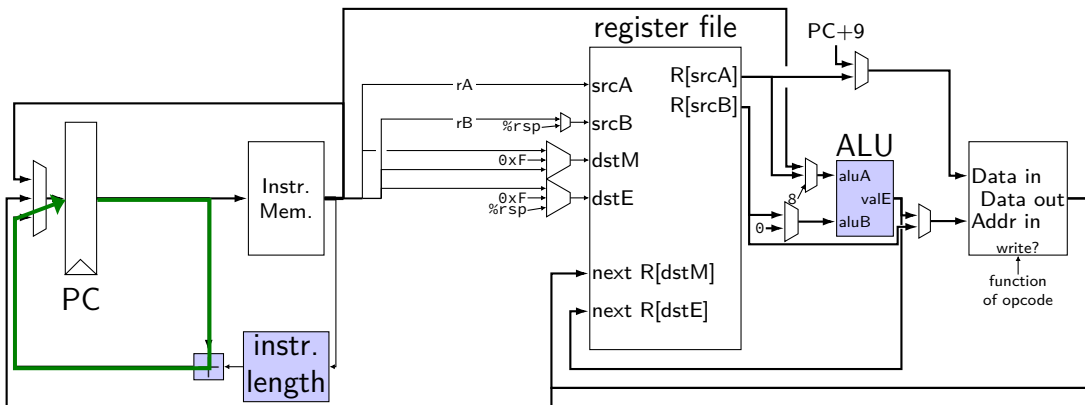 register file
PC+9
rA
srcA
R[srcA]
R[srcB]
rB
%rsp
srcB
0xF
dstM
0xF
%rsp
dstE
next R[dstM]
next R[dstE]
PC
Instr.
Mem.
instr.
length
ALU
aluA
valE
aluB
8
0
Data in
Data out
Addr in
write?
function
of opcode